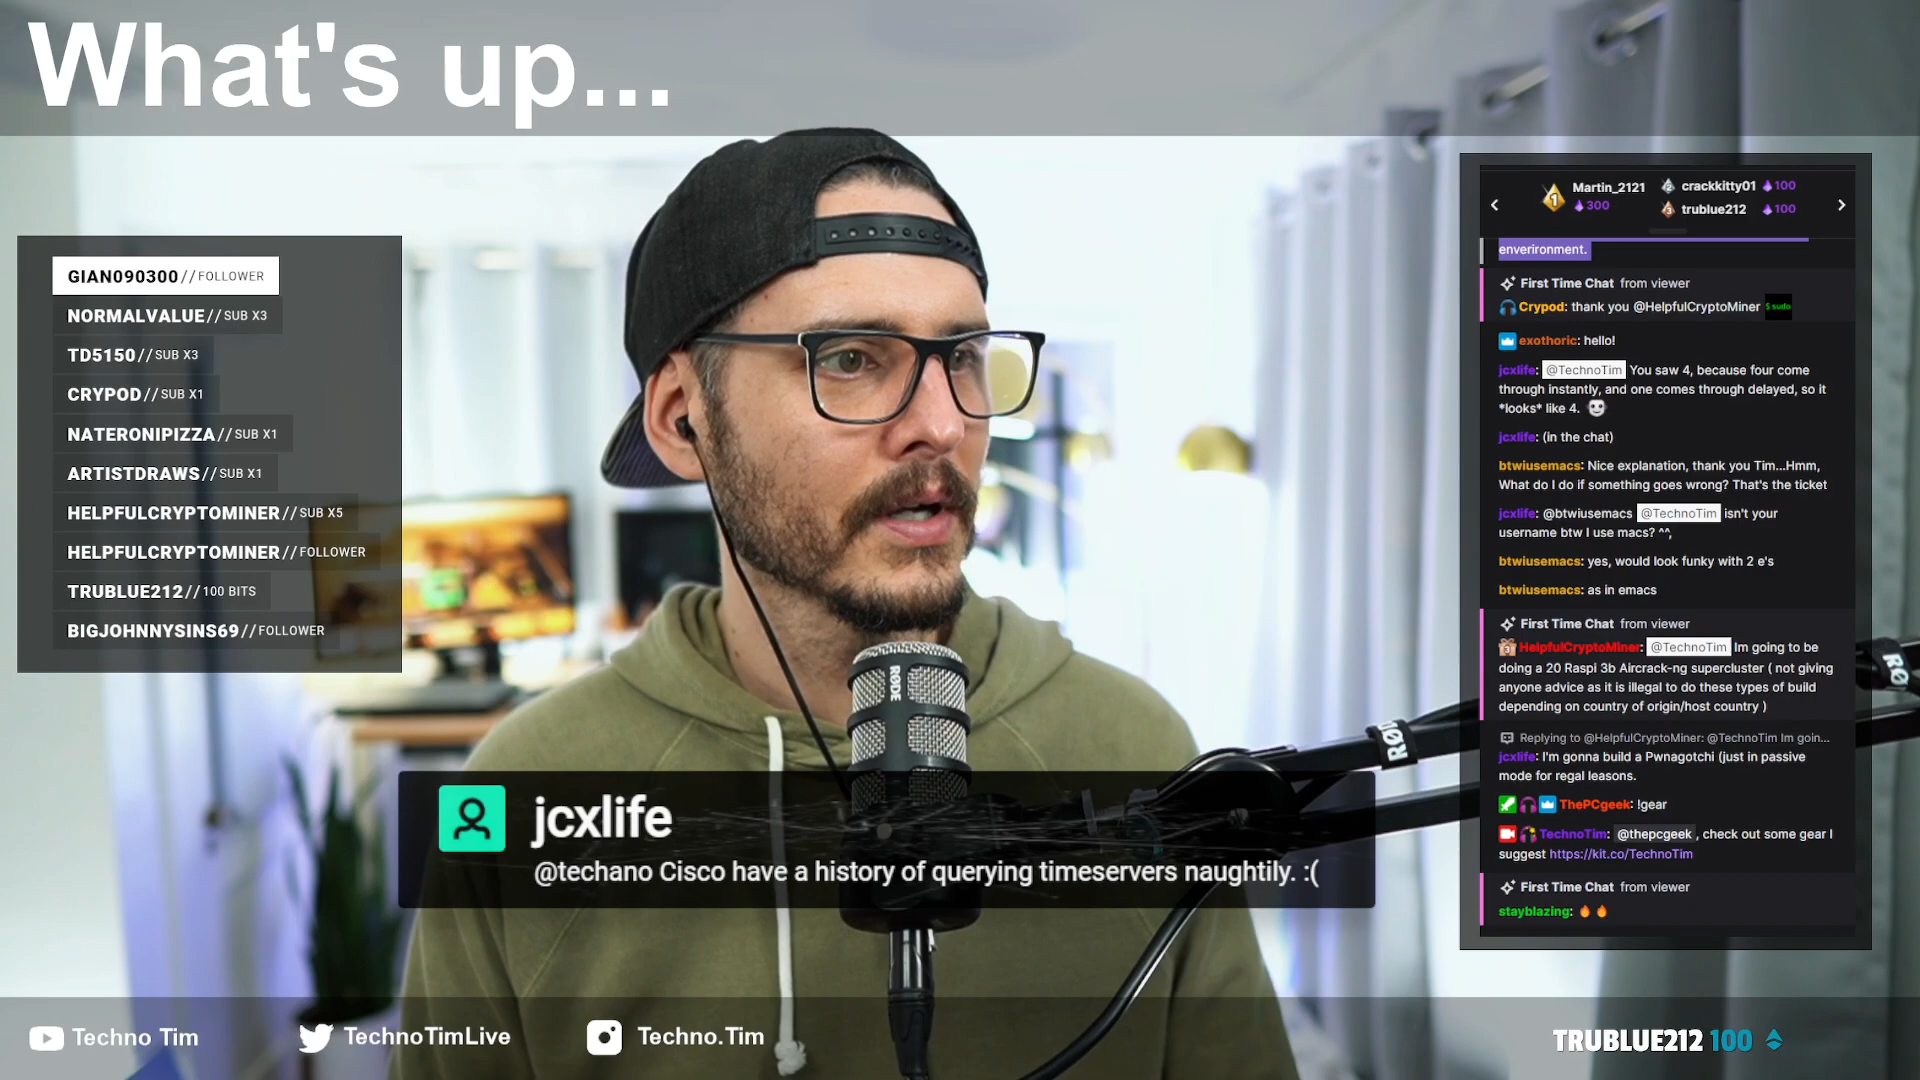 What's up...
GIAN090300//FOLLOWER
NORMALVALUE//SUB X3
TD5150//SUB X3
CRYPOD//SUB X1
NATERONIPIZZA//SUB X1
ARTISTDRAWS//SUB X1
HELPFULCRYPTOMINER//SUB X5
HELPFULCRYPTOMINER//FOLLOWER
TRUBLUE212//100 BITS
BIGJOHNNYSINS69//FOLLOWER
1 Martin_2121 300
2 crackkitty01 100
3 trublue212 100
enverironment.
First Time Chat from viewer
Crypod: thank you @HelpfulCryptoMiner $ sudo
exothoric: hello!
jcxlife: @TechnoTim You saw 4, because four come
through instantly, and one comes through delayed, so it
*looks* like 4.
jcxlife: (in the chat)
btwiusemacs: Nice explanation, thank you Tim...Hmm,
What do I do if something goes wrong? That's the ticket
jcxlife: @btwiusemacs @TechnoTim isn't your
username btw I use macs? ^^,
btwiusemacs: yes, would look funky with 2 e's
btwiusemacs: as in emacs
First Time Chat from viewer
HelpfulCryptoMiner: @TechnoTim Im going to be
doing a 20 Raspi 3b Aircrack-ng supercluster ( not giving
anyone advice as it is illegal to do these types of build
depending on country of origin/host country )
Replying to @HelpfulCryptoMiner: @TechnoTim Im goin...
jcxlife: I'm gonna build a Pwnagotchi (just in passive
mode for regal leasons.
ThePCgeek: !gear
TechnoTim: @thepcgeek , check out some gear I
suggest https://kit.co/TechnoTim
First Time Chat from viewer
stayblazing: 🔥 🔥
RØDE
RØDE
RØ
jcxlife
@techano Cisco have a history of querying timeservers naughtily. :(
Techno Tim
TechnoTimLive
Techno.Tim
TRUBLUE212 100